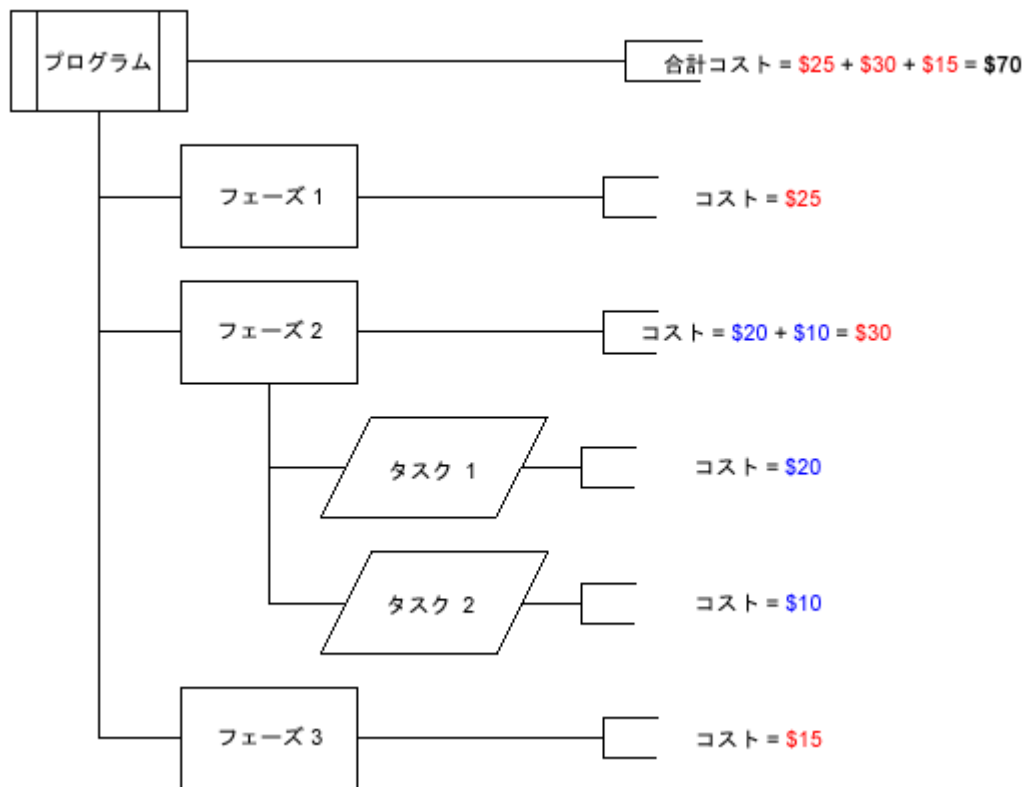 プログラム
合計コスト = $25 + $30 + $15 = $70
フェーズ 1
コスト = $25
フェーズ 2
コスト = $20 + $10 = $30
タスク 1
コスト = $20
タスク 2
コスト = $10
フェーズ 3
コスト = $15